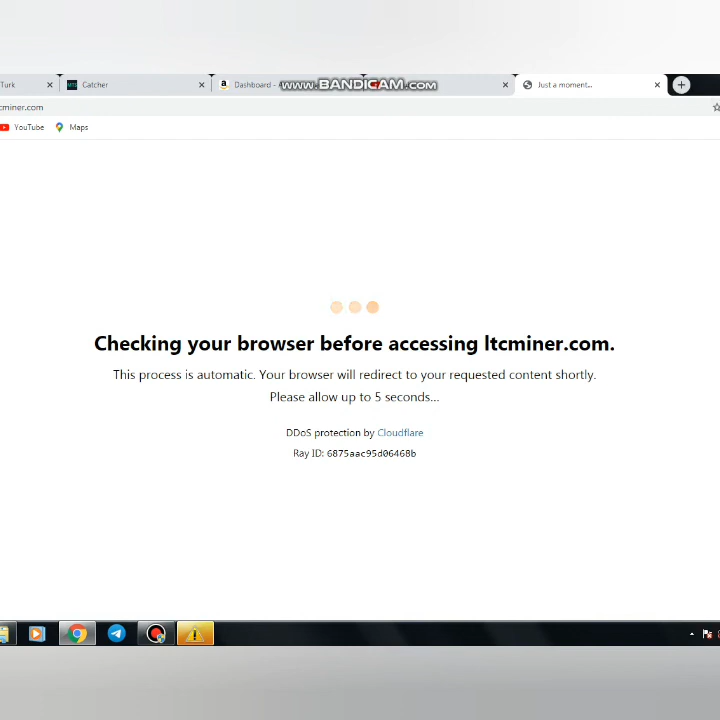 Turk
Catcher
Dashboard -
www.BANDICAM.com
Just a moment...
cminer.com
YouTube
Maps
Checking your browser before accessing ltcminer.com.
This process is automatic. Your browser will redirect to your requested content shortly.
Please allow up to 5 seconds...
DDoS protection by Cloudflare
Ray ID: 6875aac95d06468b